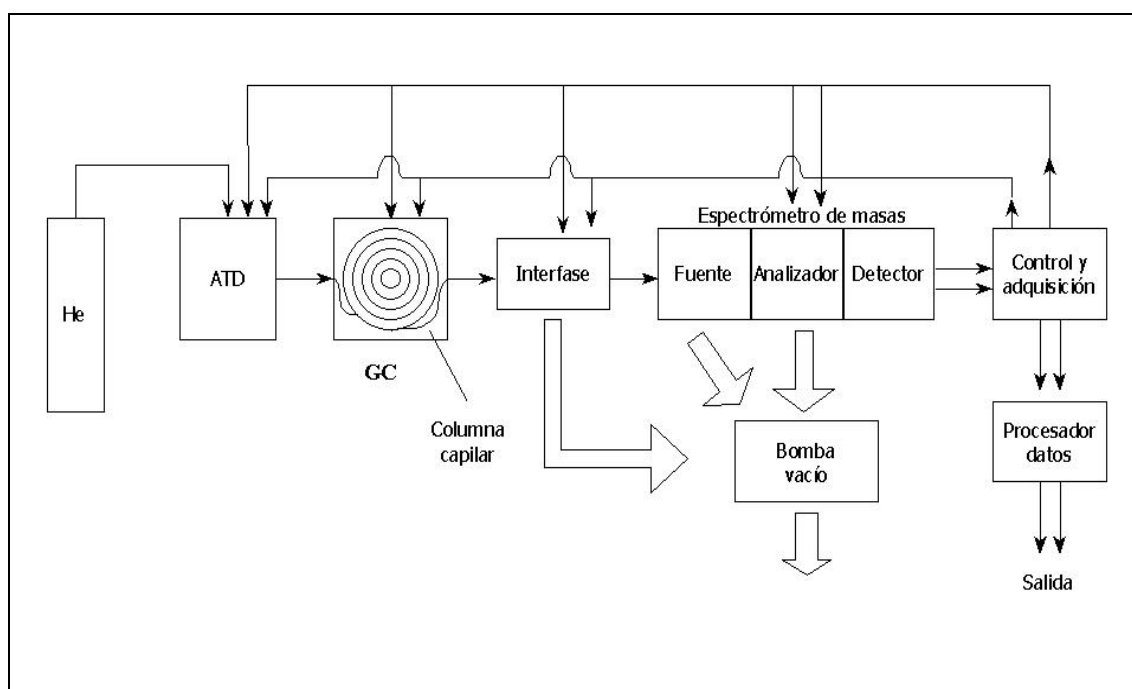 Espectrómetro de masas
He
ATD
GC
Columna
capilar
Interfase
Fuente
Analizador
Detector
Control y
adquisición
Bomba
vacío
Procesador
datos
Salida